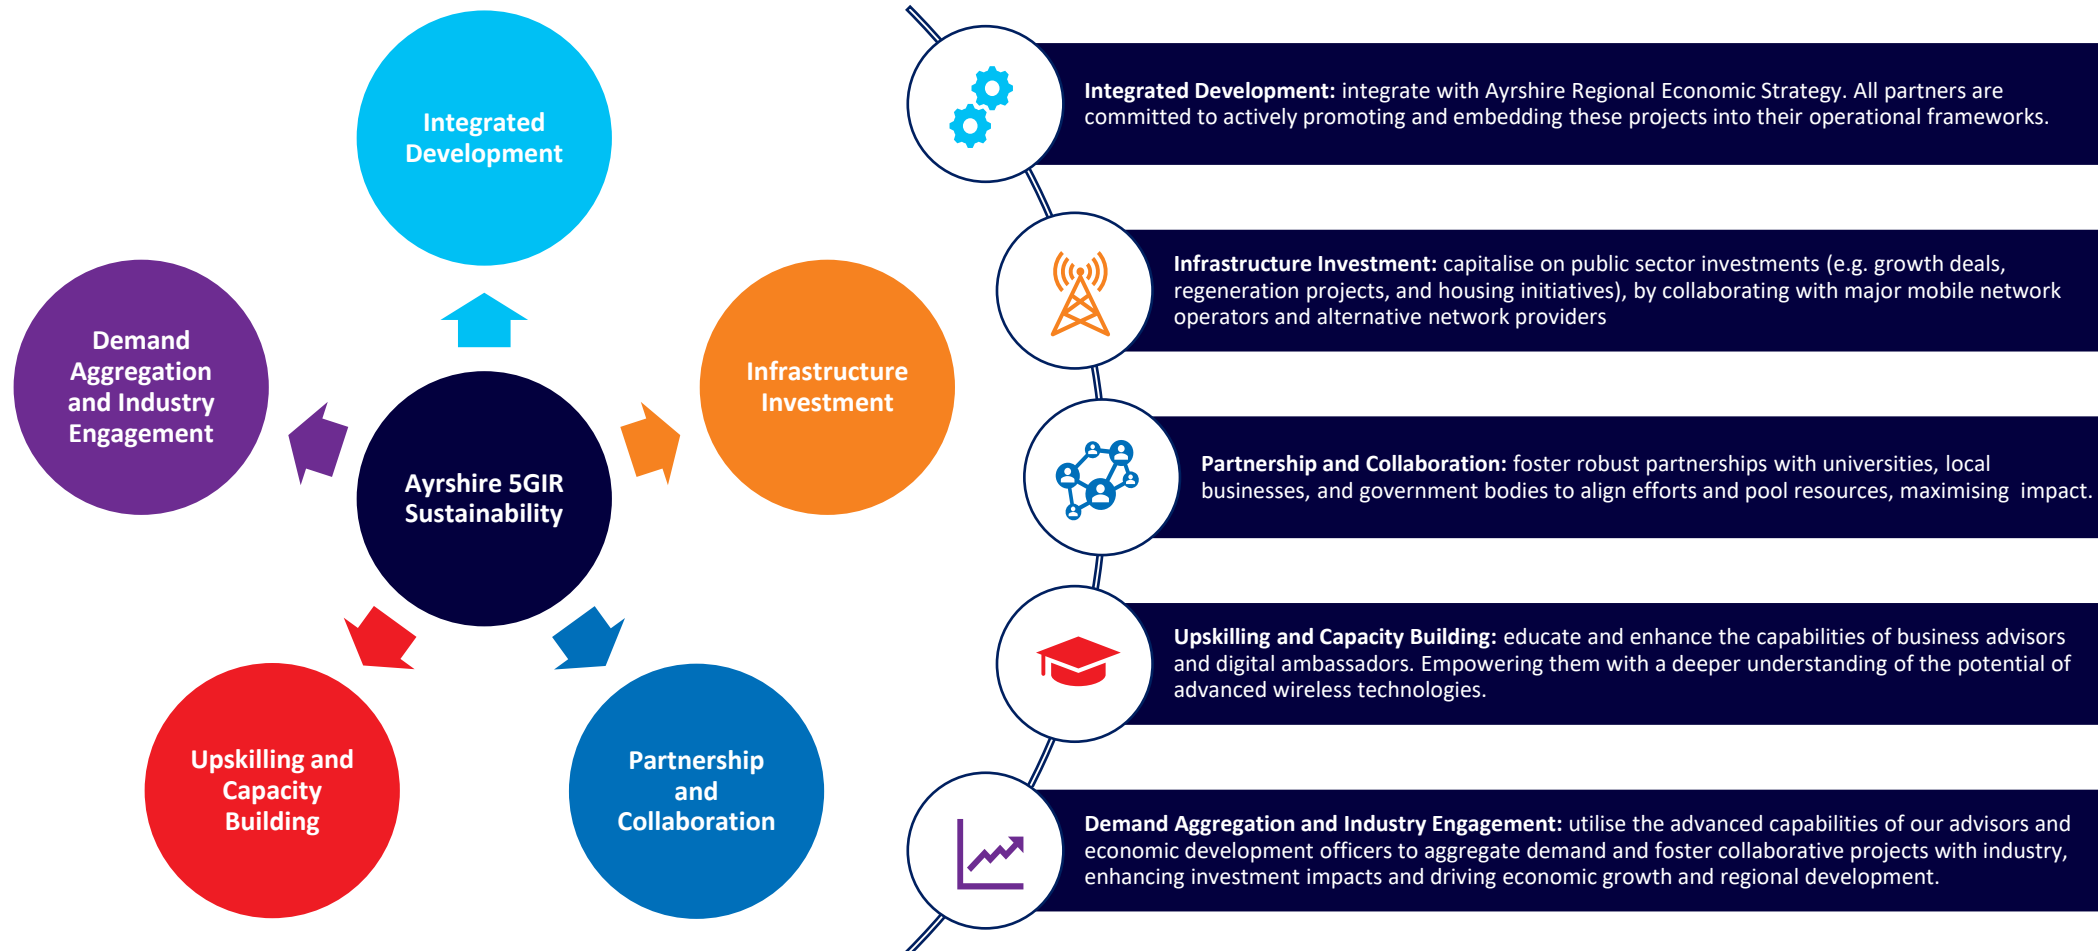 Integrated
Development
Demand
Aggregation
and Industry
Engagement
Infrastructure
Investment
Ayrshire 5GIR
Sustainability
Upskilling and
Capacity
Building
Partnership
and
Collaboration
Integrated Development: integrate with Ayrshire Regional Economic Strategy. All partners are
committed to actively promoting and embedding these projects into their operational frameworks.
Infrastructure Investment: capitalise on public sector investments (e.g. growth deals,
regeneration projects, and housing initiatives), by collaborating with major mobile network
operators and alternative network providers
Partnership and Collaboration: foster robust partnerships with universities, local
businesses, and government bodies to align efforts and pool resources, maximising impact.
Upskilling and Capacity Building: educate and enhance the capabilities of business advisors
and digital ambassadors. Empowering them with a deeper understanding of the potential of
advanced wireless technologies.
Demand Aggregation and Industry Engagement: utilise the advanced capabilities of our advisors and
economic development officers to aggregate demand and foster collaborative projects with industry,
enhancing investment impacts and driving economic growth and regional development.